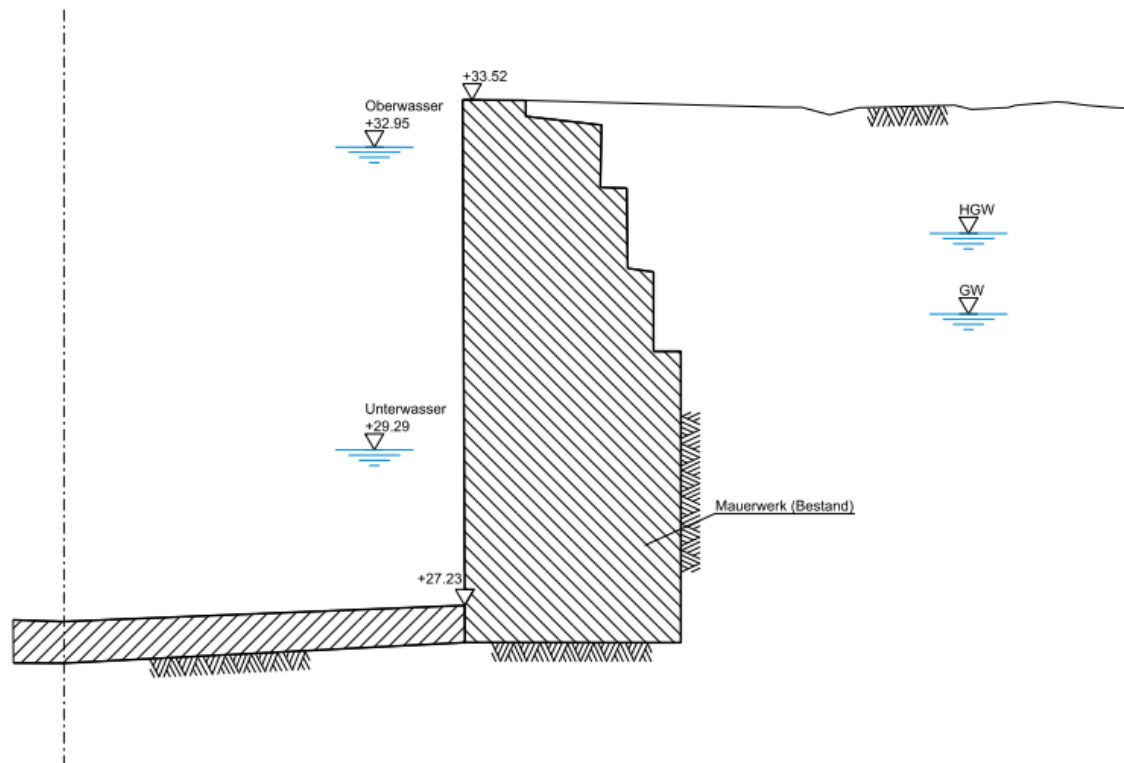 +33.52
Oberwasser
+32.95
HGW
GW
Unterwasser
+29.29
Mauerwerk (Bestand)
+27.23